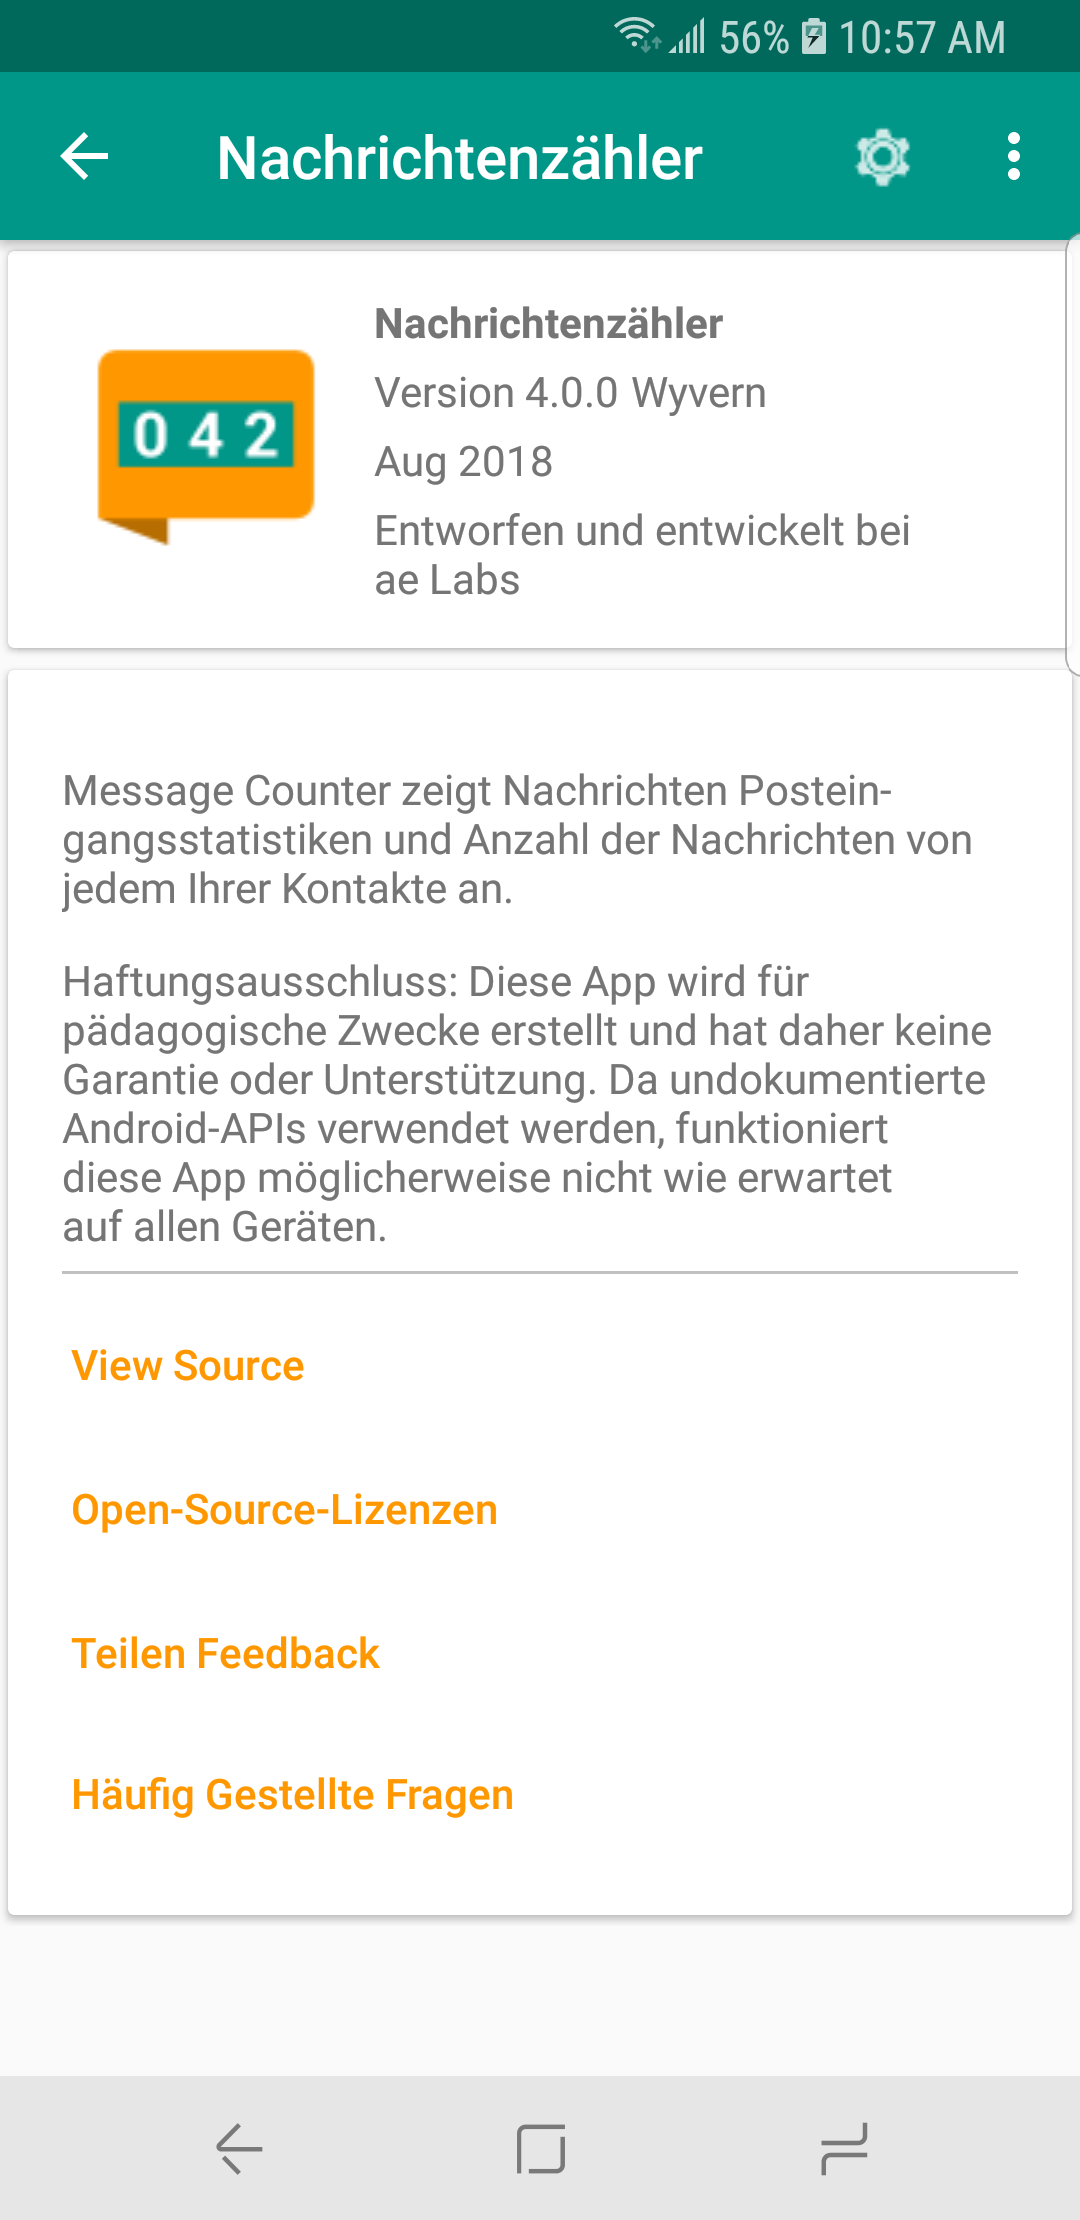 56% 10:57 AM
Nachrichtenzähler
Nachrichtenzähler
042
Version 4.0.0 Wyvern
Aug 2018
Entworfen und entwickelt bei
ae Labs
Message Counter zeigt Nachrichten Postein-
gangsstatistiken und Anzahl der Nachrichten von
jedem Ihrer Kontakte an.
Haftungsausschluss: Diese App wird für
pädagogische Zwecke erstellt und hat daher keine
Garantie oder Unterstützung. Da undokumentierte
Android-APIs verwendet werden, funktioniert
diese App möglicherweise nicht wie erwartet
auf allen Geräten.
View Source
Open-Source-Lizenzen
Teilen Feedback
Häufig Gestellte Fragen